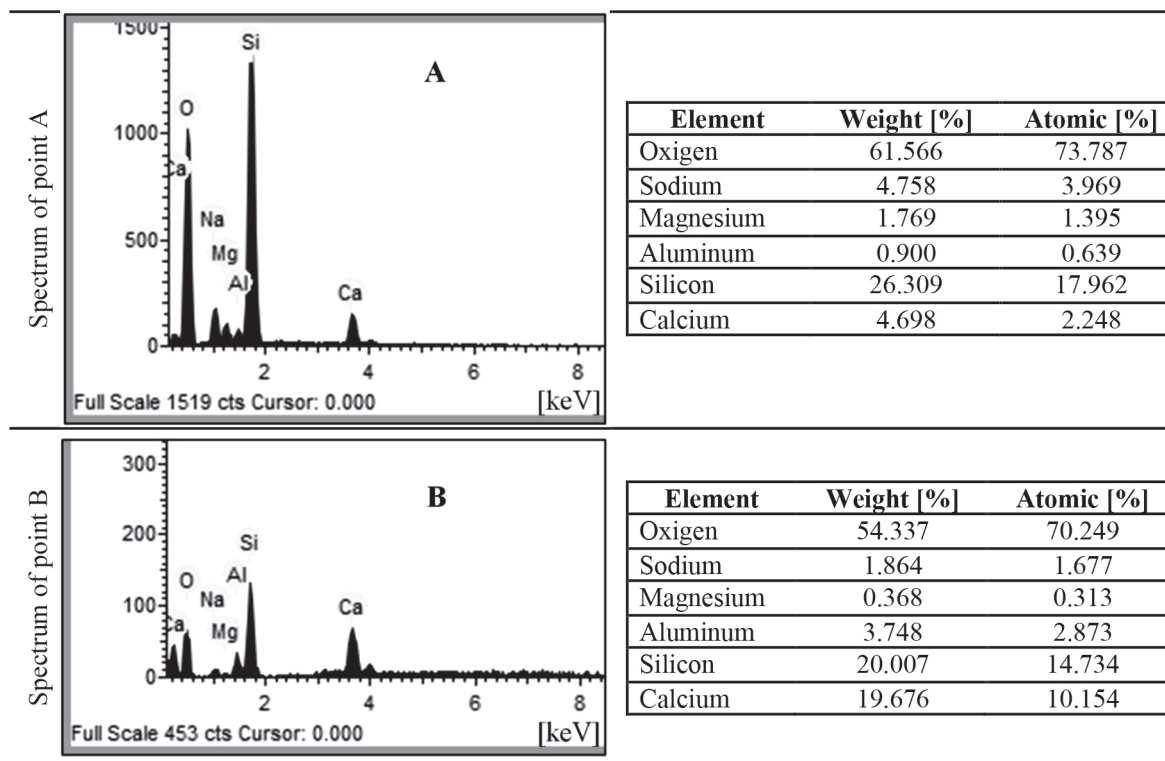 Spectrum of point A
1500
1000
500
0
Si
A
O
Ca
Na
Mg
Al
Ca
2 4 6 8
Full Scale 1519 cts Cursor: 0.000 [keV]
Element Weight [%] Atomic [%]
Oxigen 61.566 73.787
Sodium 4.758 3.969
Magnesium 1.769 1.395
Aluminum 0.900 0.639
Silicon 26.309 17.962
Calcium 4.698 2.248
Spectrum of point B
300
200
100
0
B
Si
O
Al
Na
Ca
Mg
Ca
2 4 6 8
Full Scale 453 cts Cursor: 0.000 [keV]
Element Weight [%] Atomic [%]
Oxigen 54.337 70.249
Sodium 1.864 1.677
Magnesium 0.368 0.313
Aluminum 3.748 2.873
Silicon 20.007 14.734
Calcium 19.676 10.154